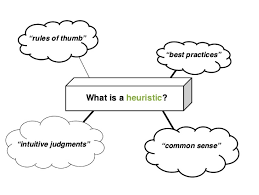 "rules of thumb"
"best practices"
What is a heuristic?
"intuitive judgments"
"common sense"